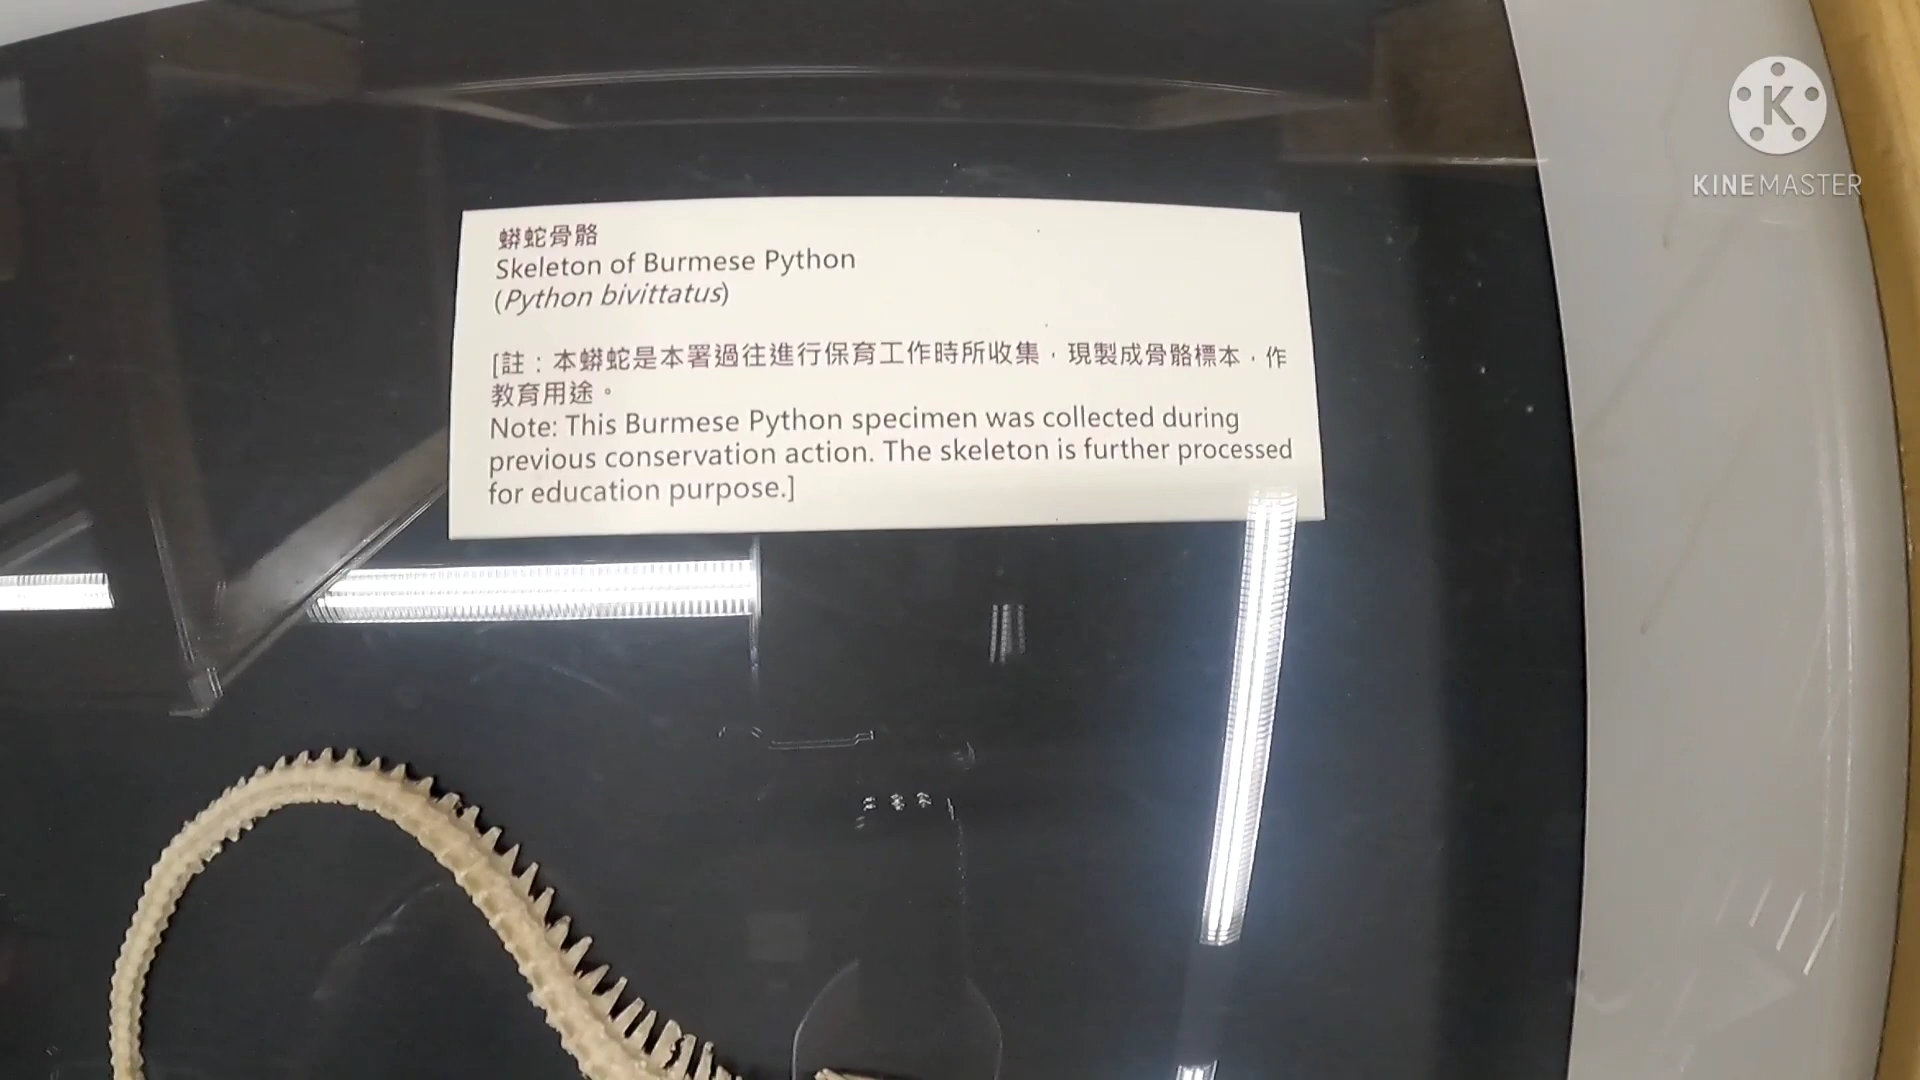 蟒蛇骨骼
Skeleton of Burmese Python
(Python bivittatus)
[註：本蟒蛇是本署過往進行保育工作時所收集，現製成骨骼標本，作
教育用途。
Note: This Burmese Python specimen was collected during
previous conservation action. The skeleton is further processed
for education purpose.]
K
KINEMASTER